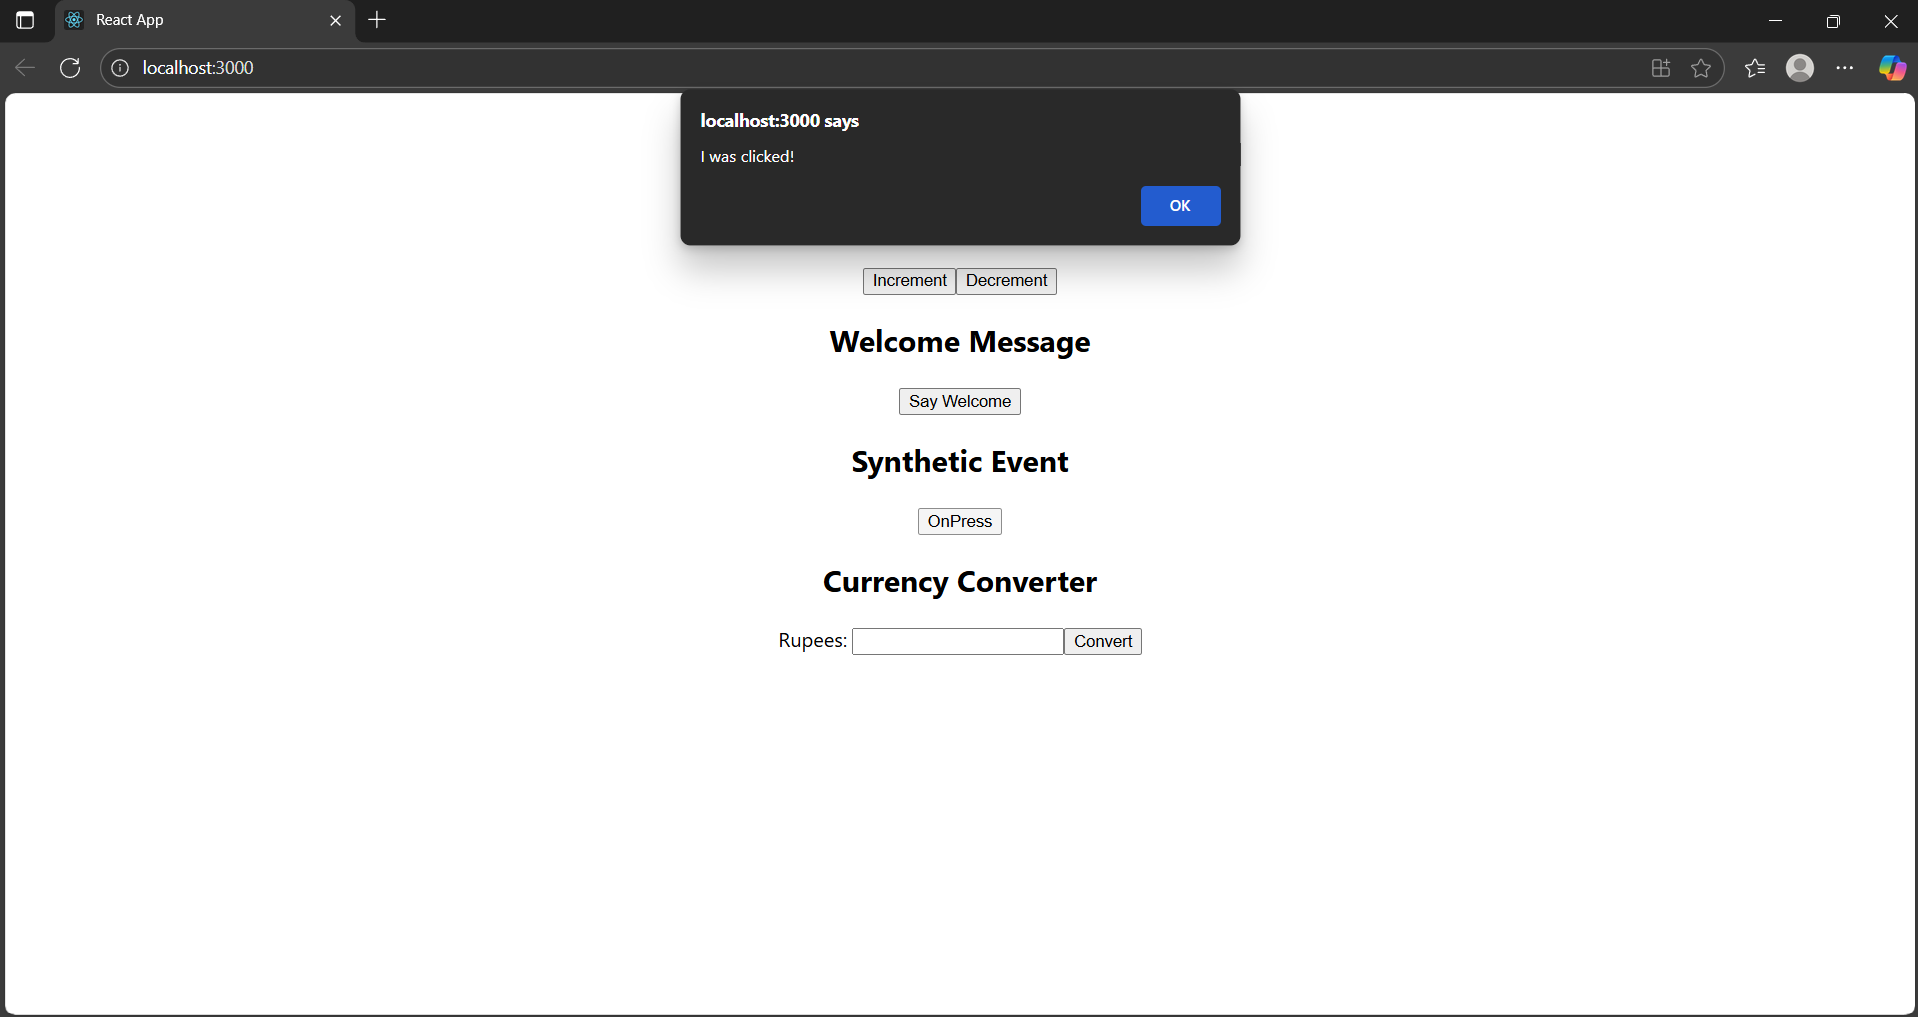 React App
localhost:3000
localhost:3000 says
I was clicked!
OK
Increment Decrement
Welcome Message
Say Welcome
Synthetic Event
OnPress
Currency Converter
Rupees: Convert